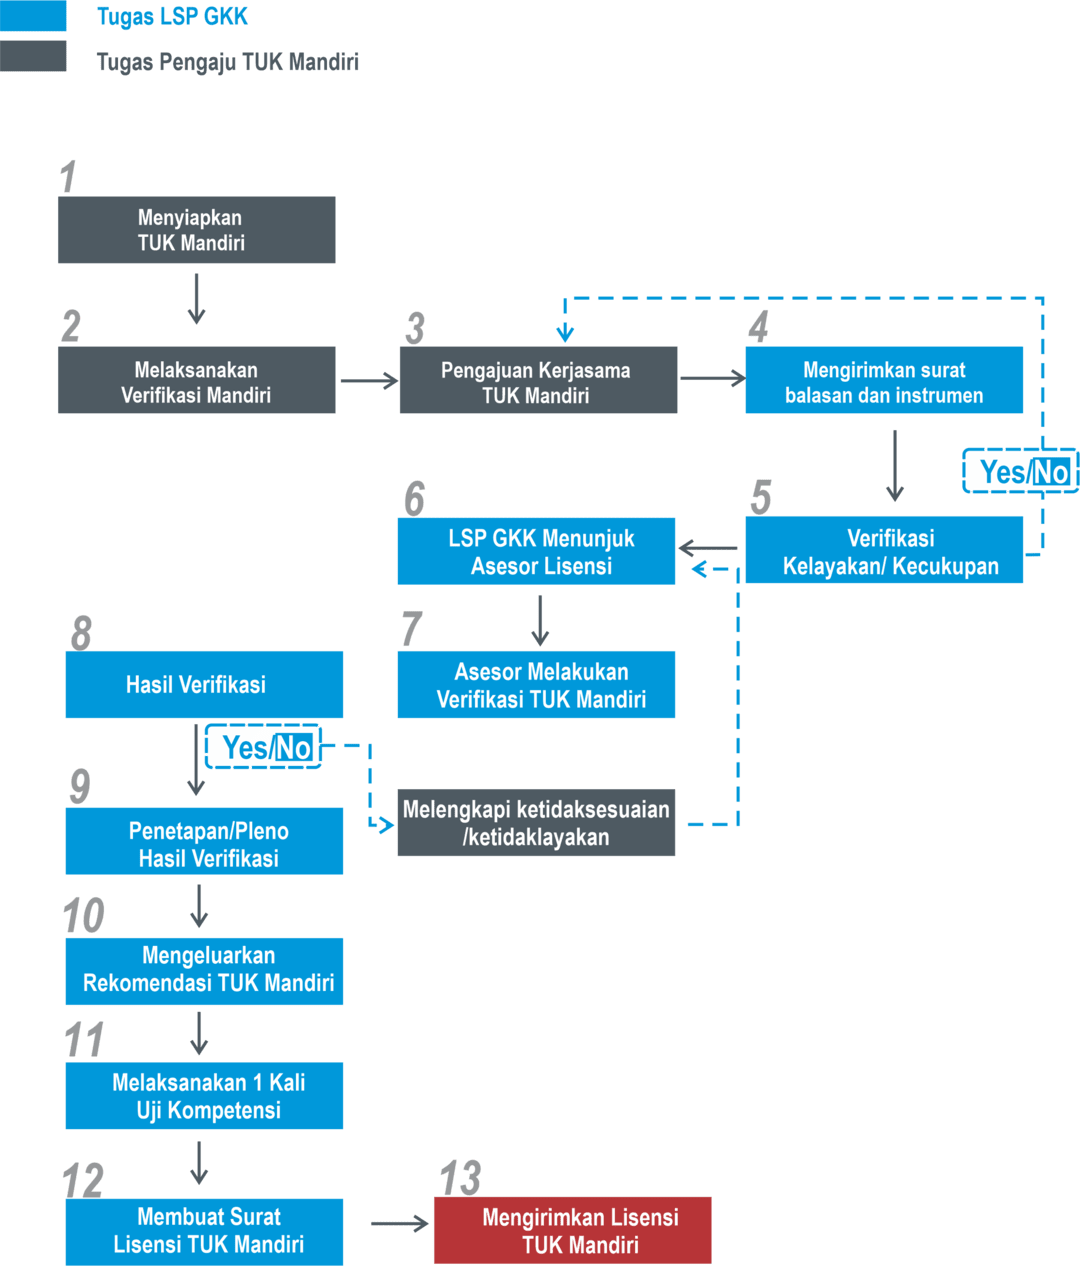 Tugas LSP GKK
Tugas Pengaju TUK Mandiri
1
Menyiapkan
TUK Mandiri
2
Melaksanakan
Verifikasi Mandiri
3
Pengajuan Kerjasama
TUK Mandiri
4
Mengirimkan surat
balasan dan instrumen
Yes/No
5
Verifikasi
Kelayakan/ Kecukupan
6
LSP GKK Menunjuk
Asesor Lisensi
7
Asesor Melakukan
Verifikasi TUK Mandiri
8
Hasil Verifikasi
Yes/No
Melengkapi ketidaksesuaian
/ketidaklayakan
9
Penetapan/Pleno
Hasil Verifikasi
10
Mengeluarkan
Rekomendasi TUK Mandiri
11
Melaksanakan 1 Kali
Uji Kompetensi
12
Membuat Surat
Lisensi TUK Mandiri
13
Mengirimkan Lisensi
TUK Mandiri